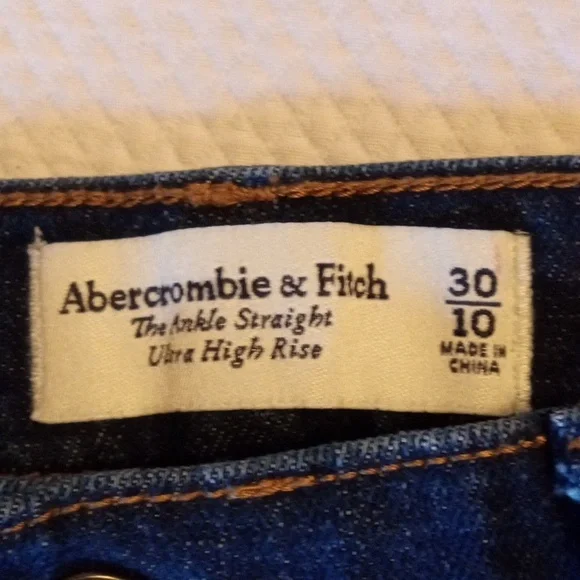 Abercrombie & Fitch
The Ankle Straight
Ultra High Rise
30
10
MADE IN
CHINA